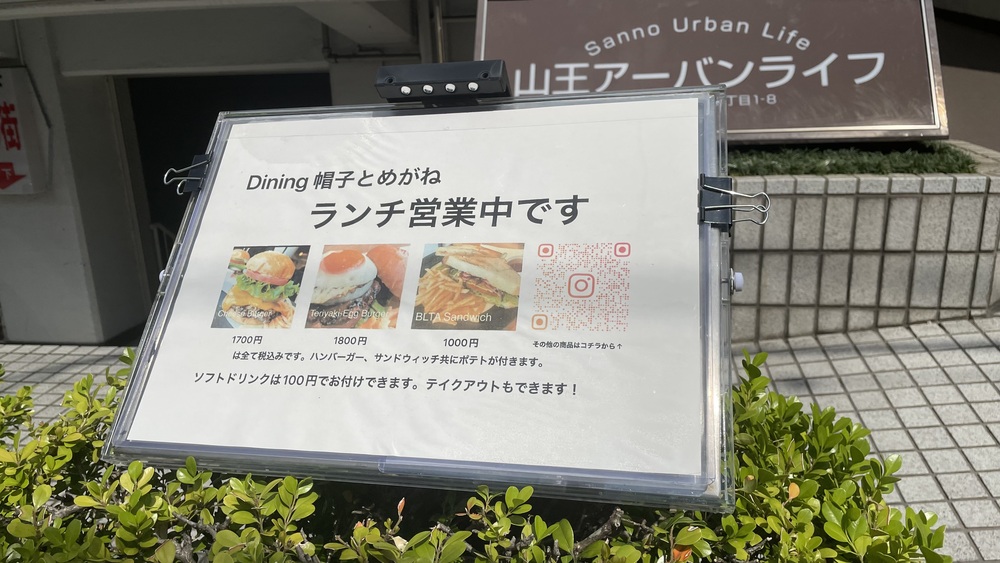 Sanno Urban Life
山王アーバンライフ
丁目1-8
Dining 帽子とめがね
ランチ営業中です
Cheese Burger
Teriyaki Egg Burger
BLTA Sandwich
1700円
1800円
1000円
その他の商品はコチラから↑
は全て税込みです。ハンバーガー、サンドウィッチ共にポテトが付きます。
ソフトドリンクは100円でお付けできます。テイクアウトもできます！
下